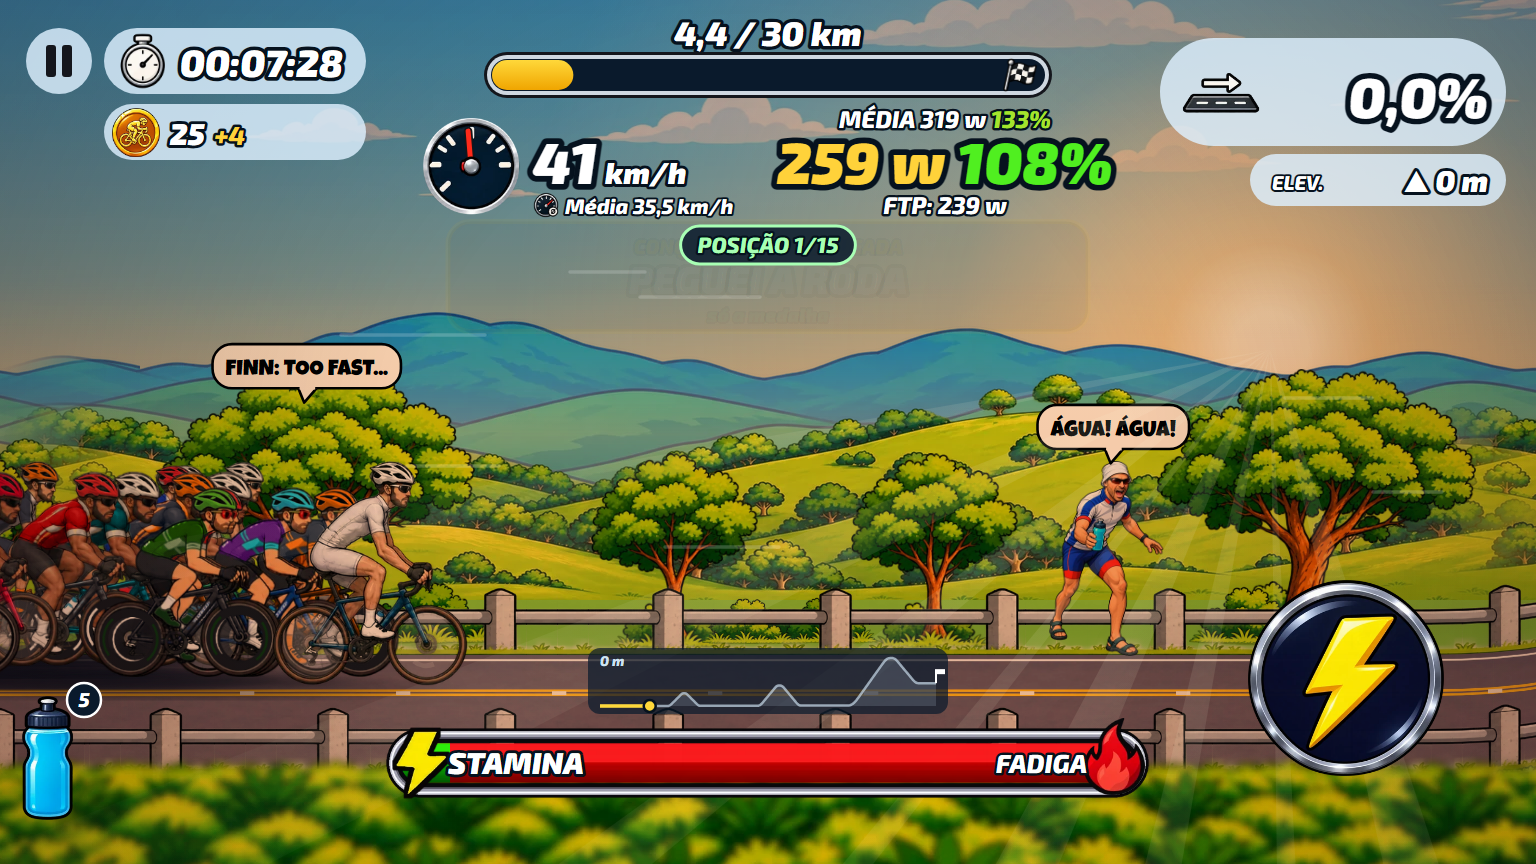 4,4 / 30 km
00:07:28
25 +4
41 km/h
Média 35,5 km/h
MÉDIA 319 w 133%
259 w 108%
FTP: 239 w
0,0%
ELEV. 0 m
POSIÇÃO 1/15
PEGUEI A RODA
FINN: TOO FAST...
ÁGUA! ÁGUA!
0 m
5
STAMINA
FADIGA